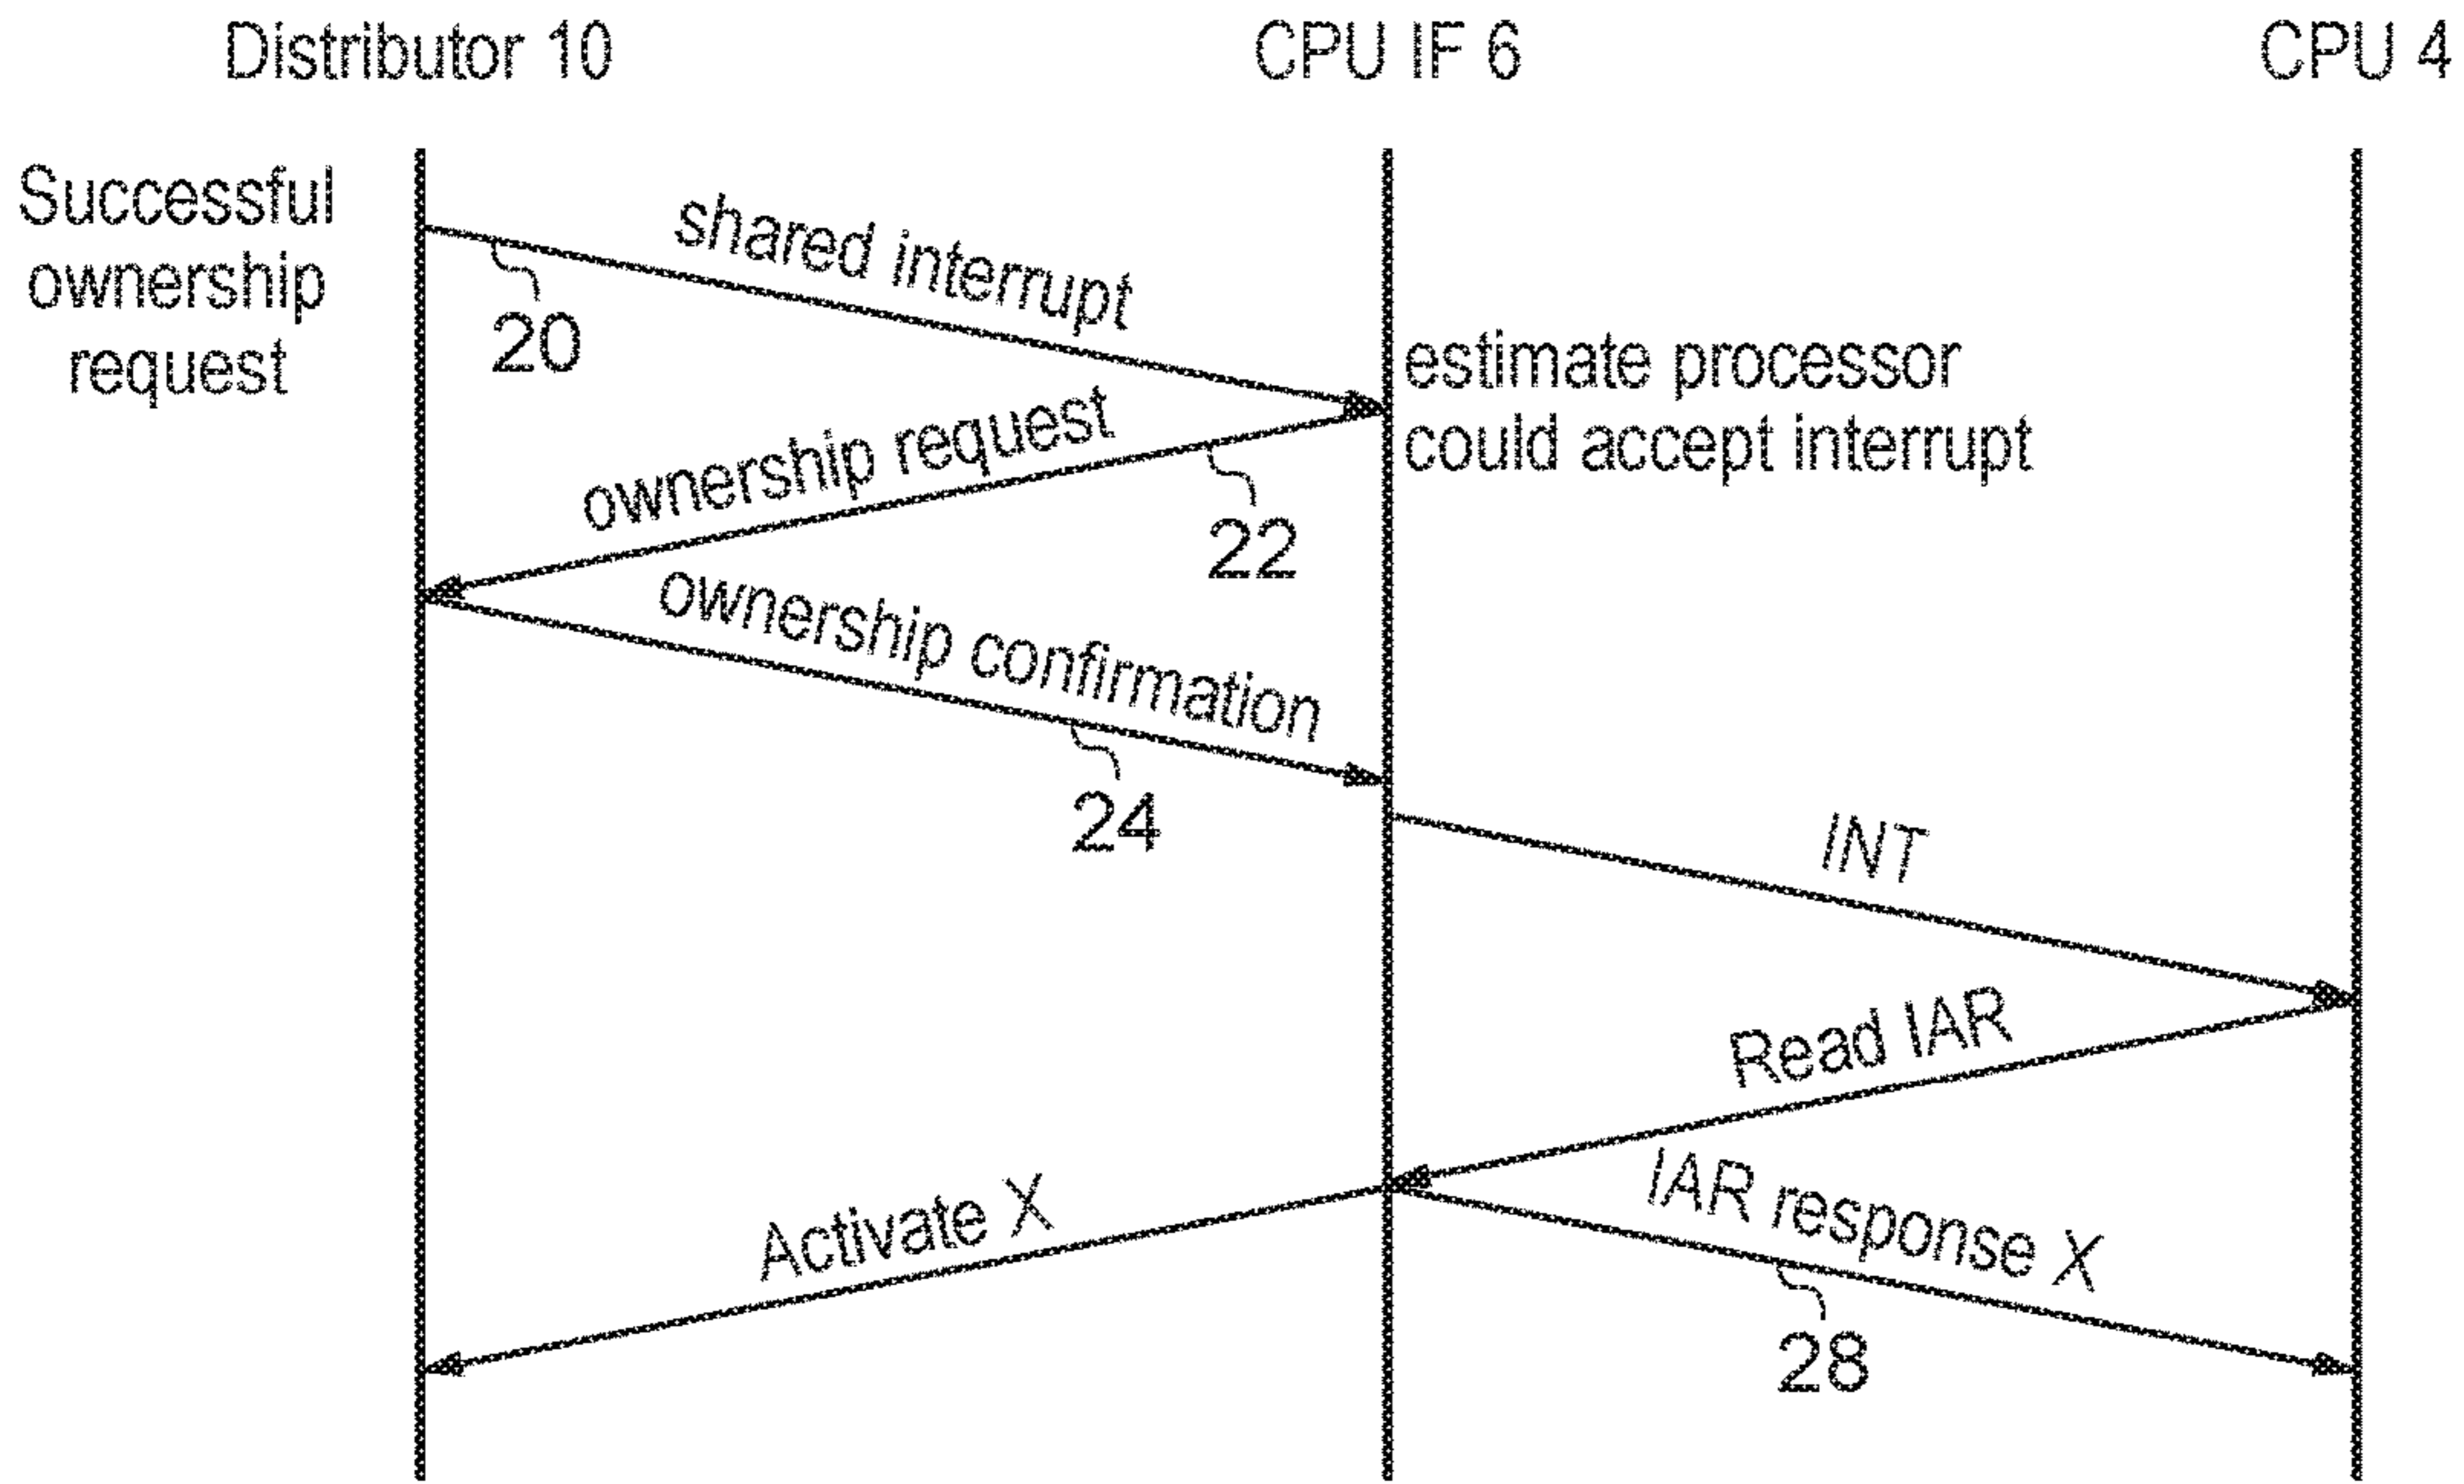 Distributor 10
CPU IF 6
CPU 4
Successful
ownership
request
shared interrupt
20
estimate processor
could accept interrupt
ownership request
22
ownership confirmation
24
INT
Read IAR
Activate X
IAR response X
28